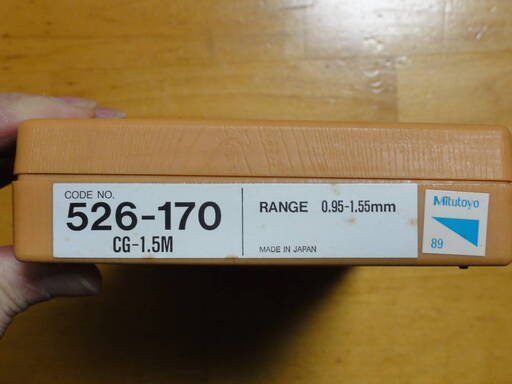 CODE NO.
526-170
CG-1.5M
RANGE 0.95-1.55mm
MADE IN JAPAN
Mitutoyo
89